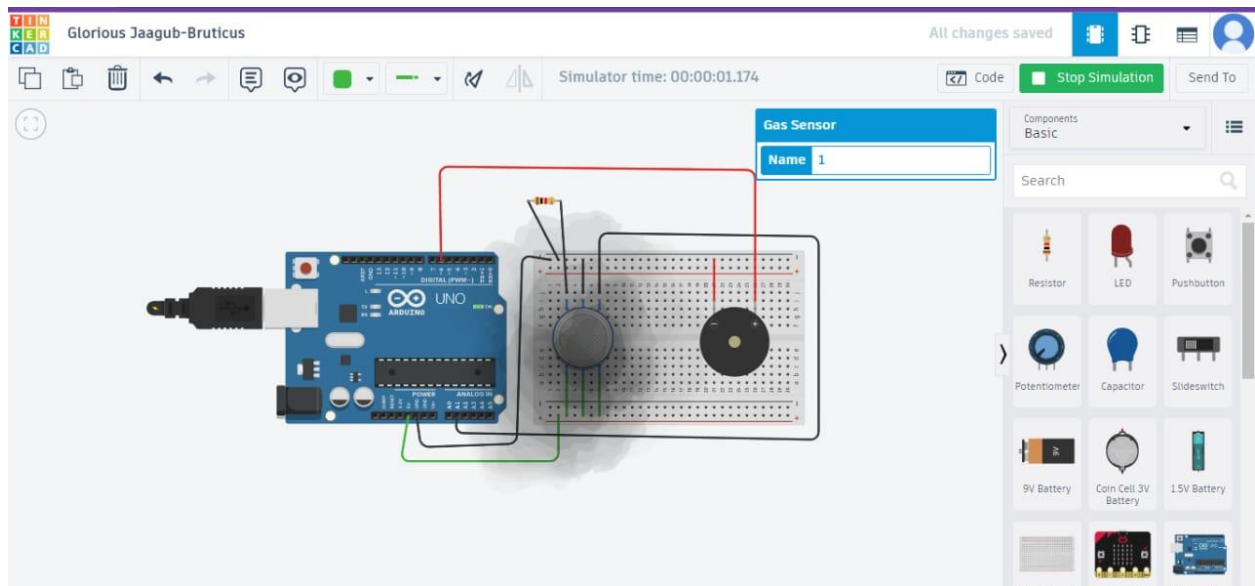 TIN
KER
CAD
Glorious Jaagub-Bruticus
All changes saved
Simulator time: 00:00:01.174
Code
Stop Simulation
Send To
Gas Sensor
Name 1
Components
Basic
Search
Resistor
LED
Pushbutton
Potentiometer
Capacitor
Slideswitch
9V Battery
Coin Cell 3V
Battery
1.5V Battery
9V
DIGITAL (PWM~)
UNO
ARDUINO
POWER
ANALOG IN